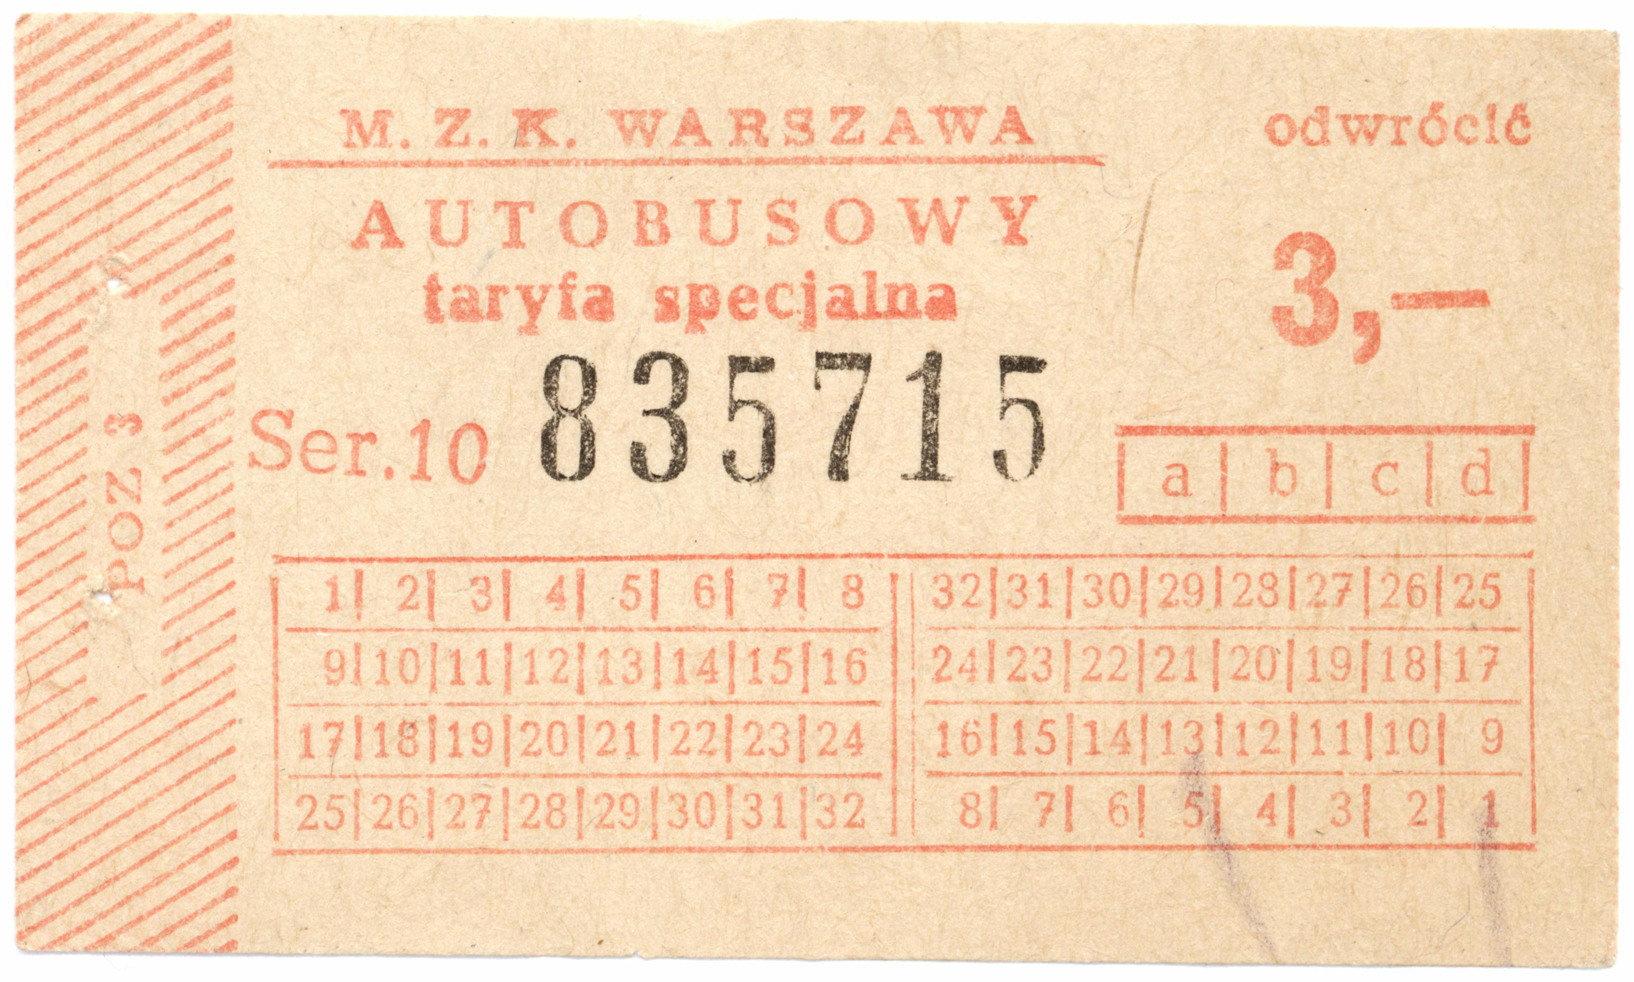 M. Z. K. WARSZAWA
odwrócić
AUTOBUSOWY
taryfa specjalna
3,—
Ser.10 835715
a b c d
POZ 3
1 2 3 4 5 6 7 8 32 31 30 29 28 27 26 25
9 10 11 12 13 14 15 16 24 23 22 21 20 19 18 17
17 18 19 20 21 22 23 24 16 15 14 13 12 11 10 9
25 26 27 28 29 30 31 32 8 7 6 5 4 3 2 1